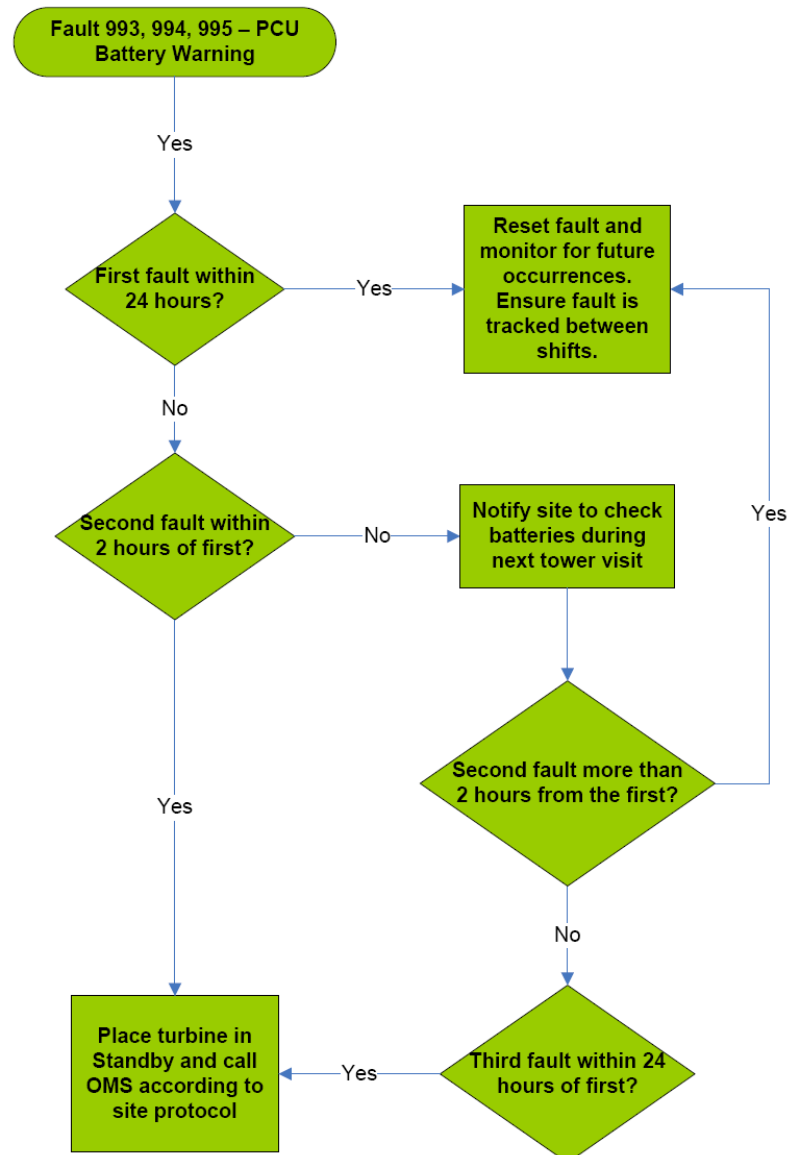 Fault 993, 994, 995 – PCU
Battery Warning
Yes
First fault within
24 hours?
Yes
Reset fault and
monitor for future
occurrences.
Ensure fault is
tracked between
shifts.
No
Second fault within
2 hours of first?
No
Notify site to check
batteries during
next tower visit
Yes
Second fault more than
2 hours from the first?
Yes
No
Place turbine in
Standby and call
OMS according to
site protocol
Yes
Third fault within 24
hours of first?